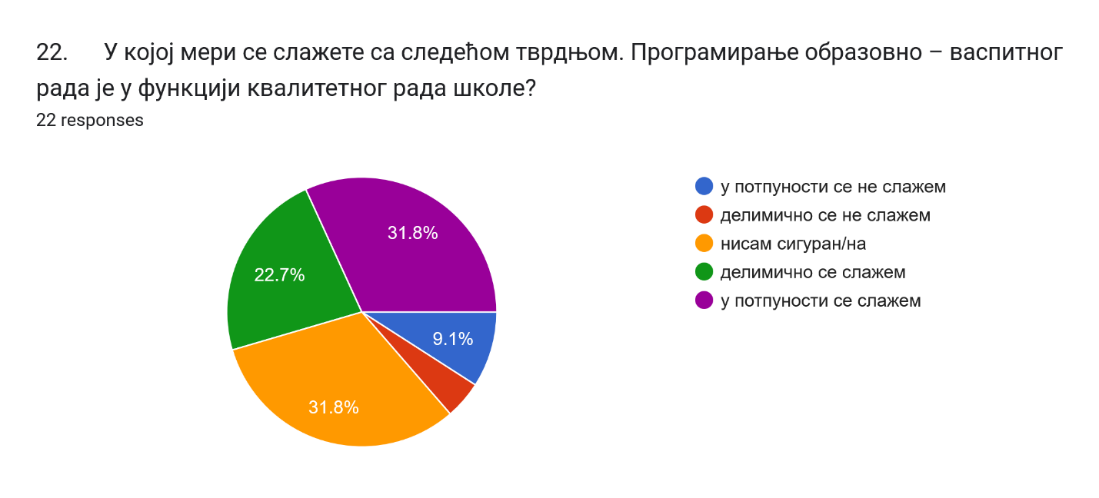 22. У којој мери се слажете са следећом тврдњом. Програмирање образовно – васпитног
рада је у функцији квалитетног рада школе?
22 responses
31.8%
22.7%
9.1%
31.8%
у потпуности се не слажем
делимично се не слажем
нисам сигуран/на
делимично се слажем
у потпуности се слажем